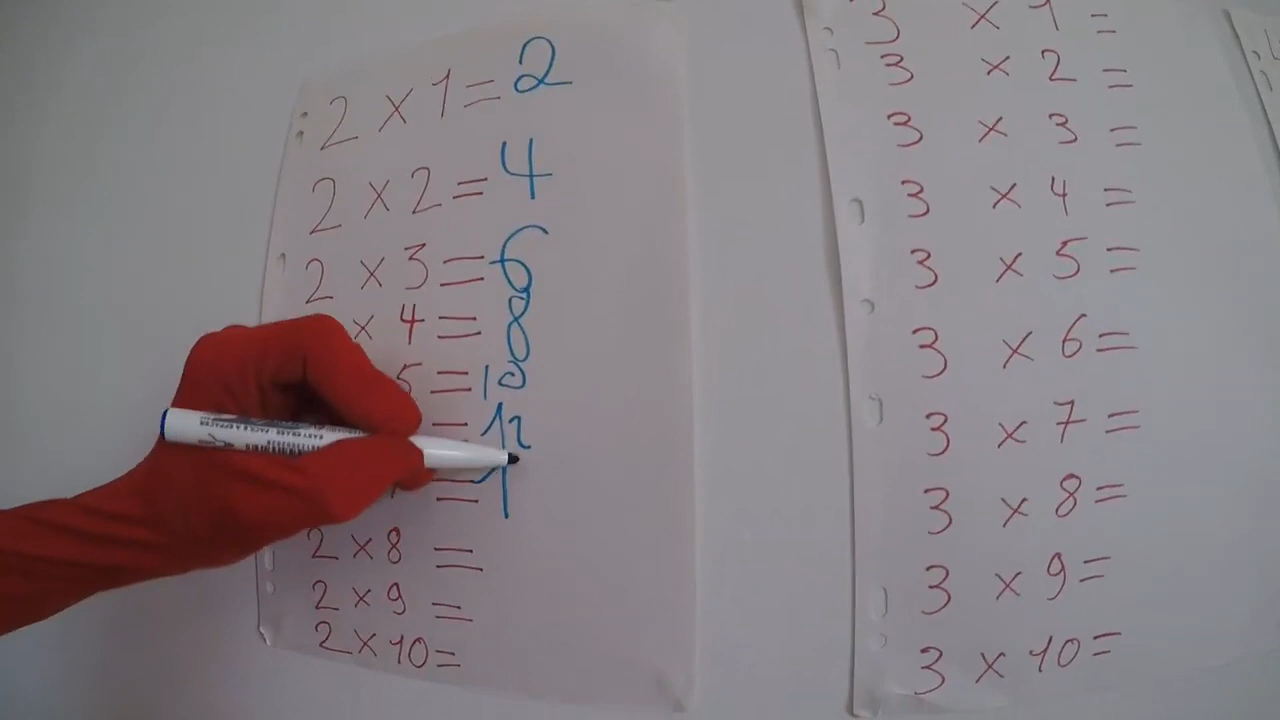 2 x 1 = 2
2 x 2 = 4
2 x 3 = 6
x 4 = 8
5 = 10
= 12
= 1
2 x 8 =
2 x 9 =
2 x 10 =
3 x 1 =
3 x 2 =
3 x 3 =
3 x 4 =
3 x 5 =
3 x 6 =
3 x 7 =
3 x 8 =
3 x 9 =
3 x 10 =